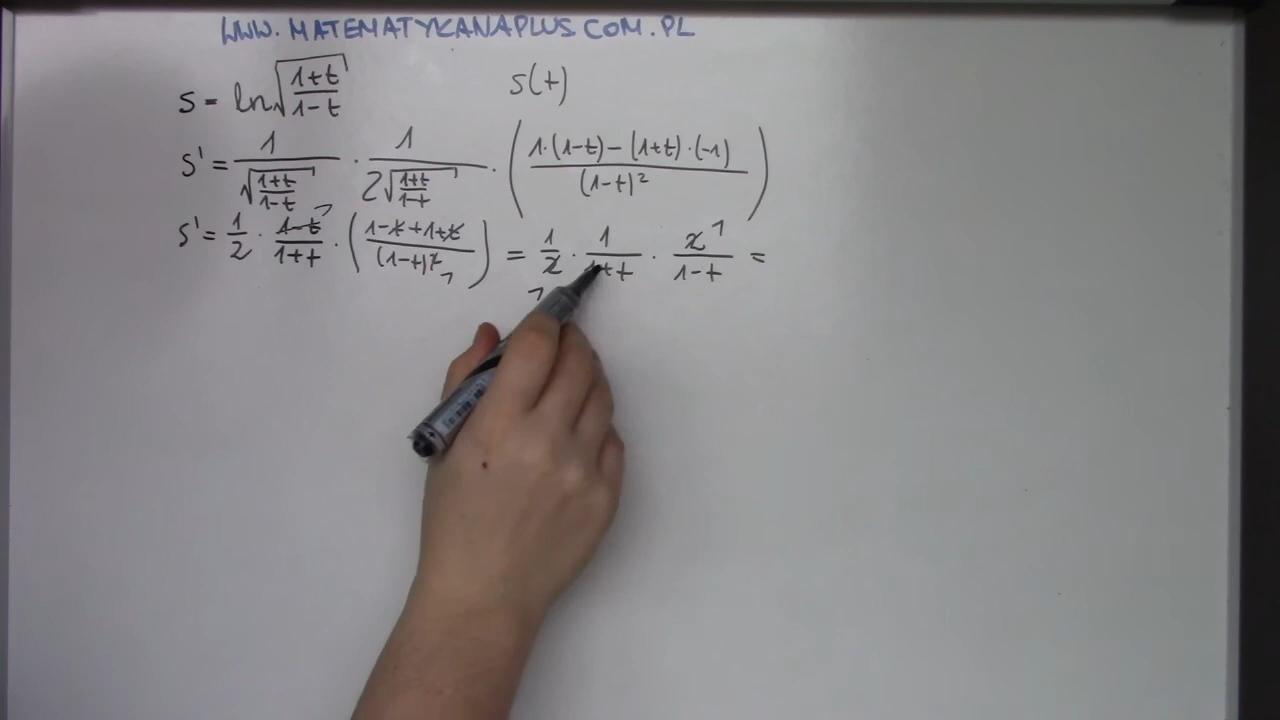 WWW.MATEMATYKANAPLUS.COM.PL
s = ln√((1+t)/(1-t)) s(t)
s' = 1/√((1+t)/(1-t)) · 1/(2√((1+t)/(1-t))) · ((1·(1-t)-(1+t)·(-1))/(1-t)²)
s' = 1/2 · (1-t)/(1+t) · ((1-t+1+t)/(1-t)²) = 1/2 · 1/(1+t) · 2/(1-t) =